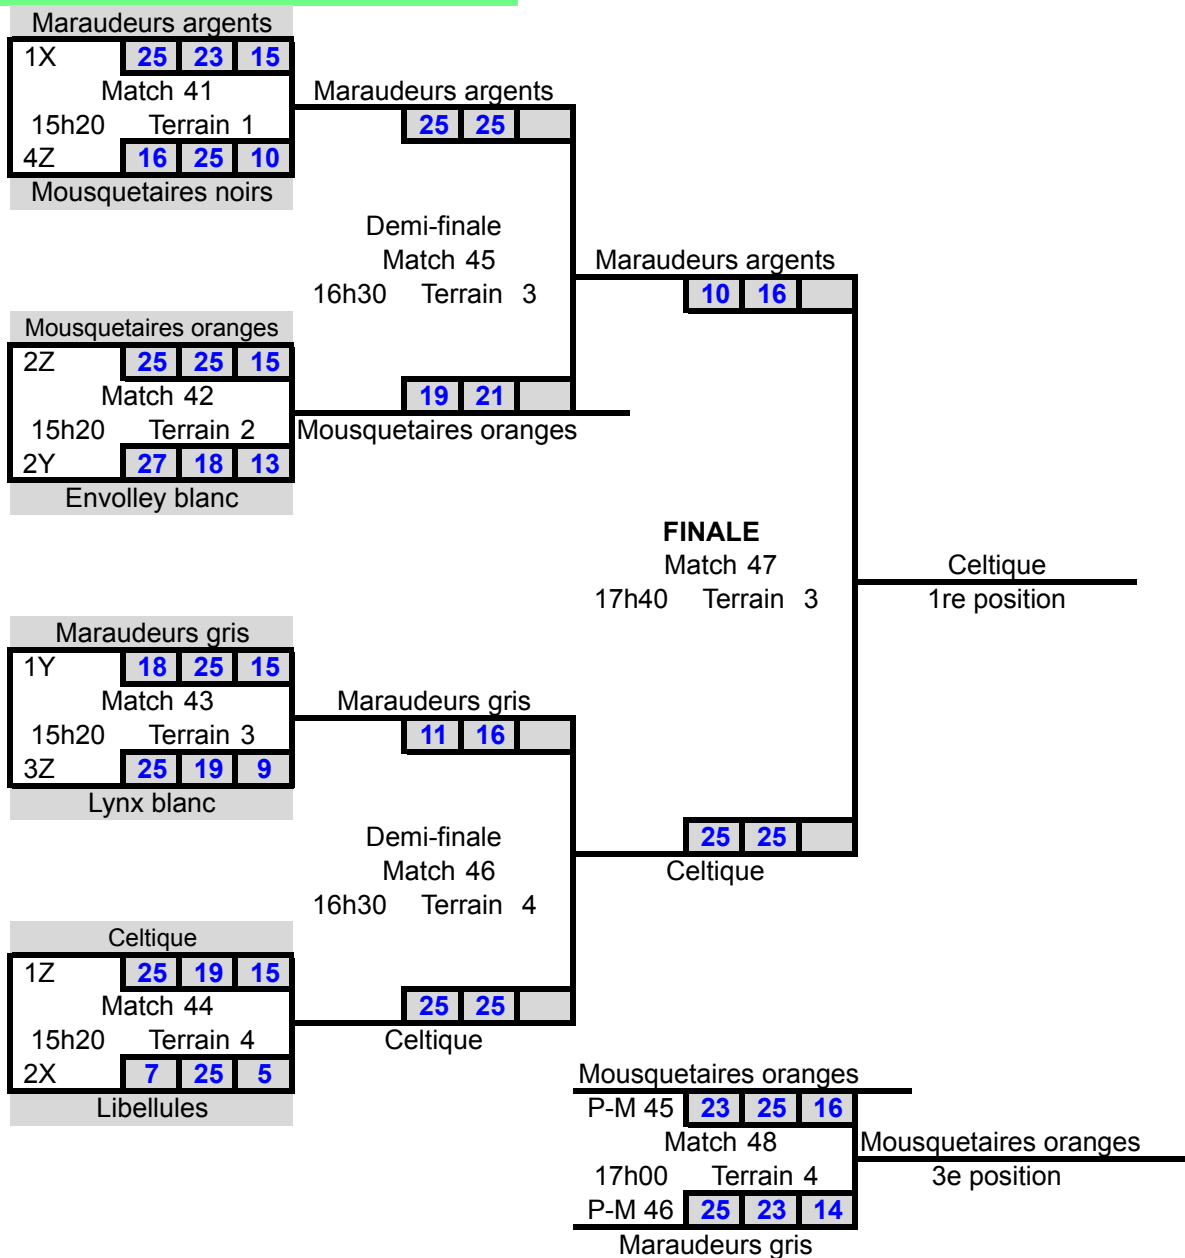 Maraudeurs argents
1X 25 23 15
Match 41
15h20 Terrain 1
4Z 16 25 10
Mousquetaires noirs
Maraudeurs argents
25 25
Demi-finale
Match 45
16h30 Terrain 3
19 21
Mousquetaires oranges
Mousquetaires oranges
2Z 25 25 15
Match 42
15h20 Terrain 2
2Y 27 18 13
Envolley blanc
Maraudeurs argents
10 16
FINALE
Match 47
17h40 Terrain 3
25 25
Celtique
Celtique
1re position
Maraudeurs gris
1Y 18 25 15
Match 43
15h20 Terrain 3
3Z 25 19 9
Lynx blanc
Maraudeurs gris
11 16
Demi-finale
Match 46
16h30 Terrain 4
25 25
Celtique
Celtique
1Z 25 19 15
Match 44
15h20 Terrain 4
2X 7 25 5
Libellules
Mousquetaires oranges
P-M 45 23 25 16
Match 48
17h00 Terrain 4
P-M 46 25 23 14
Maraudeurs gris
Mousquetaires oranges
3e position